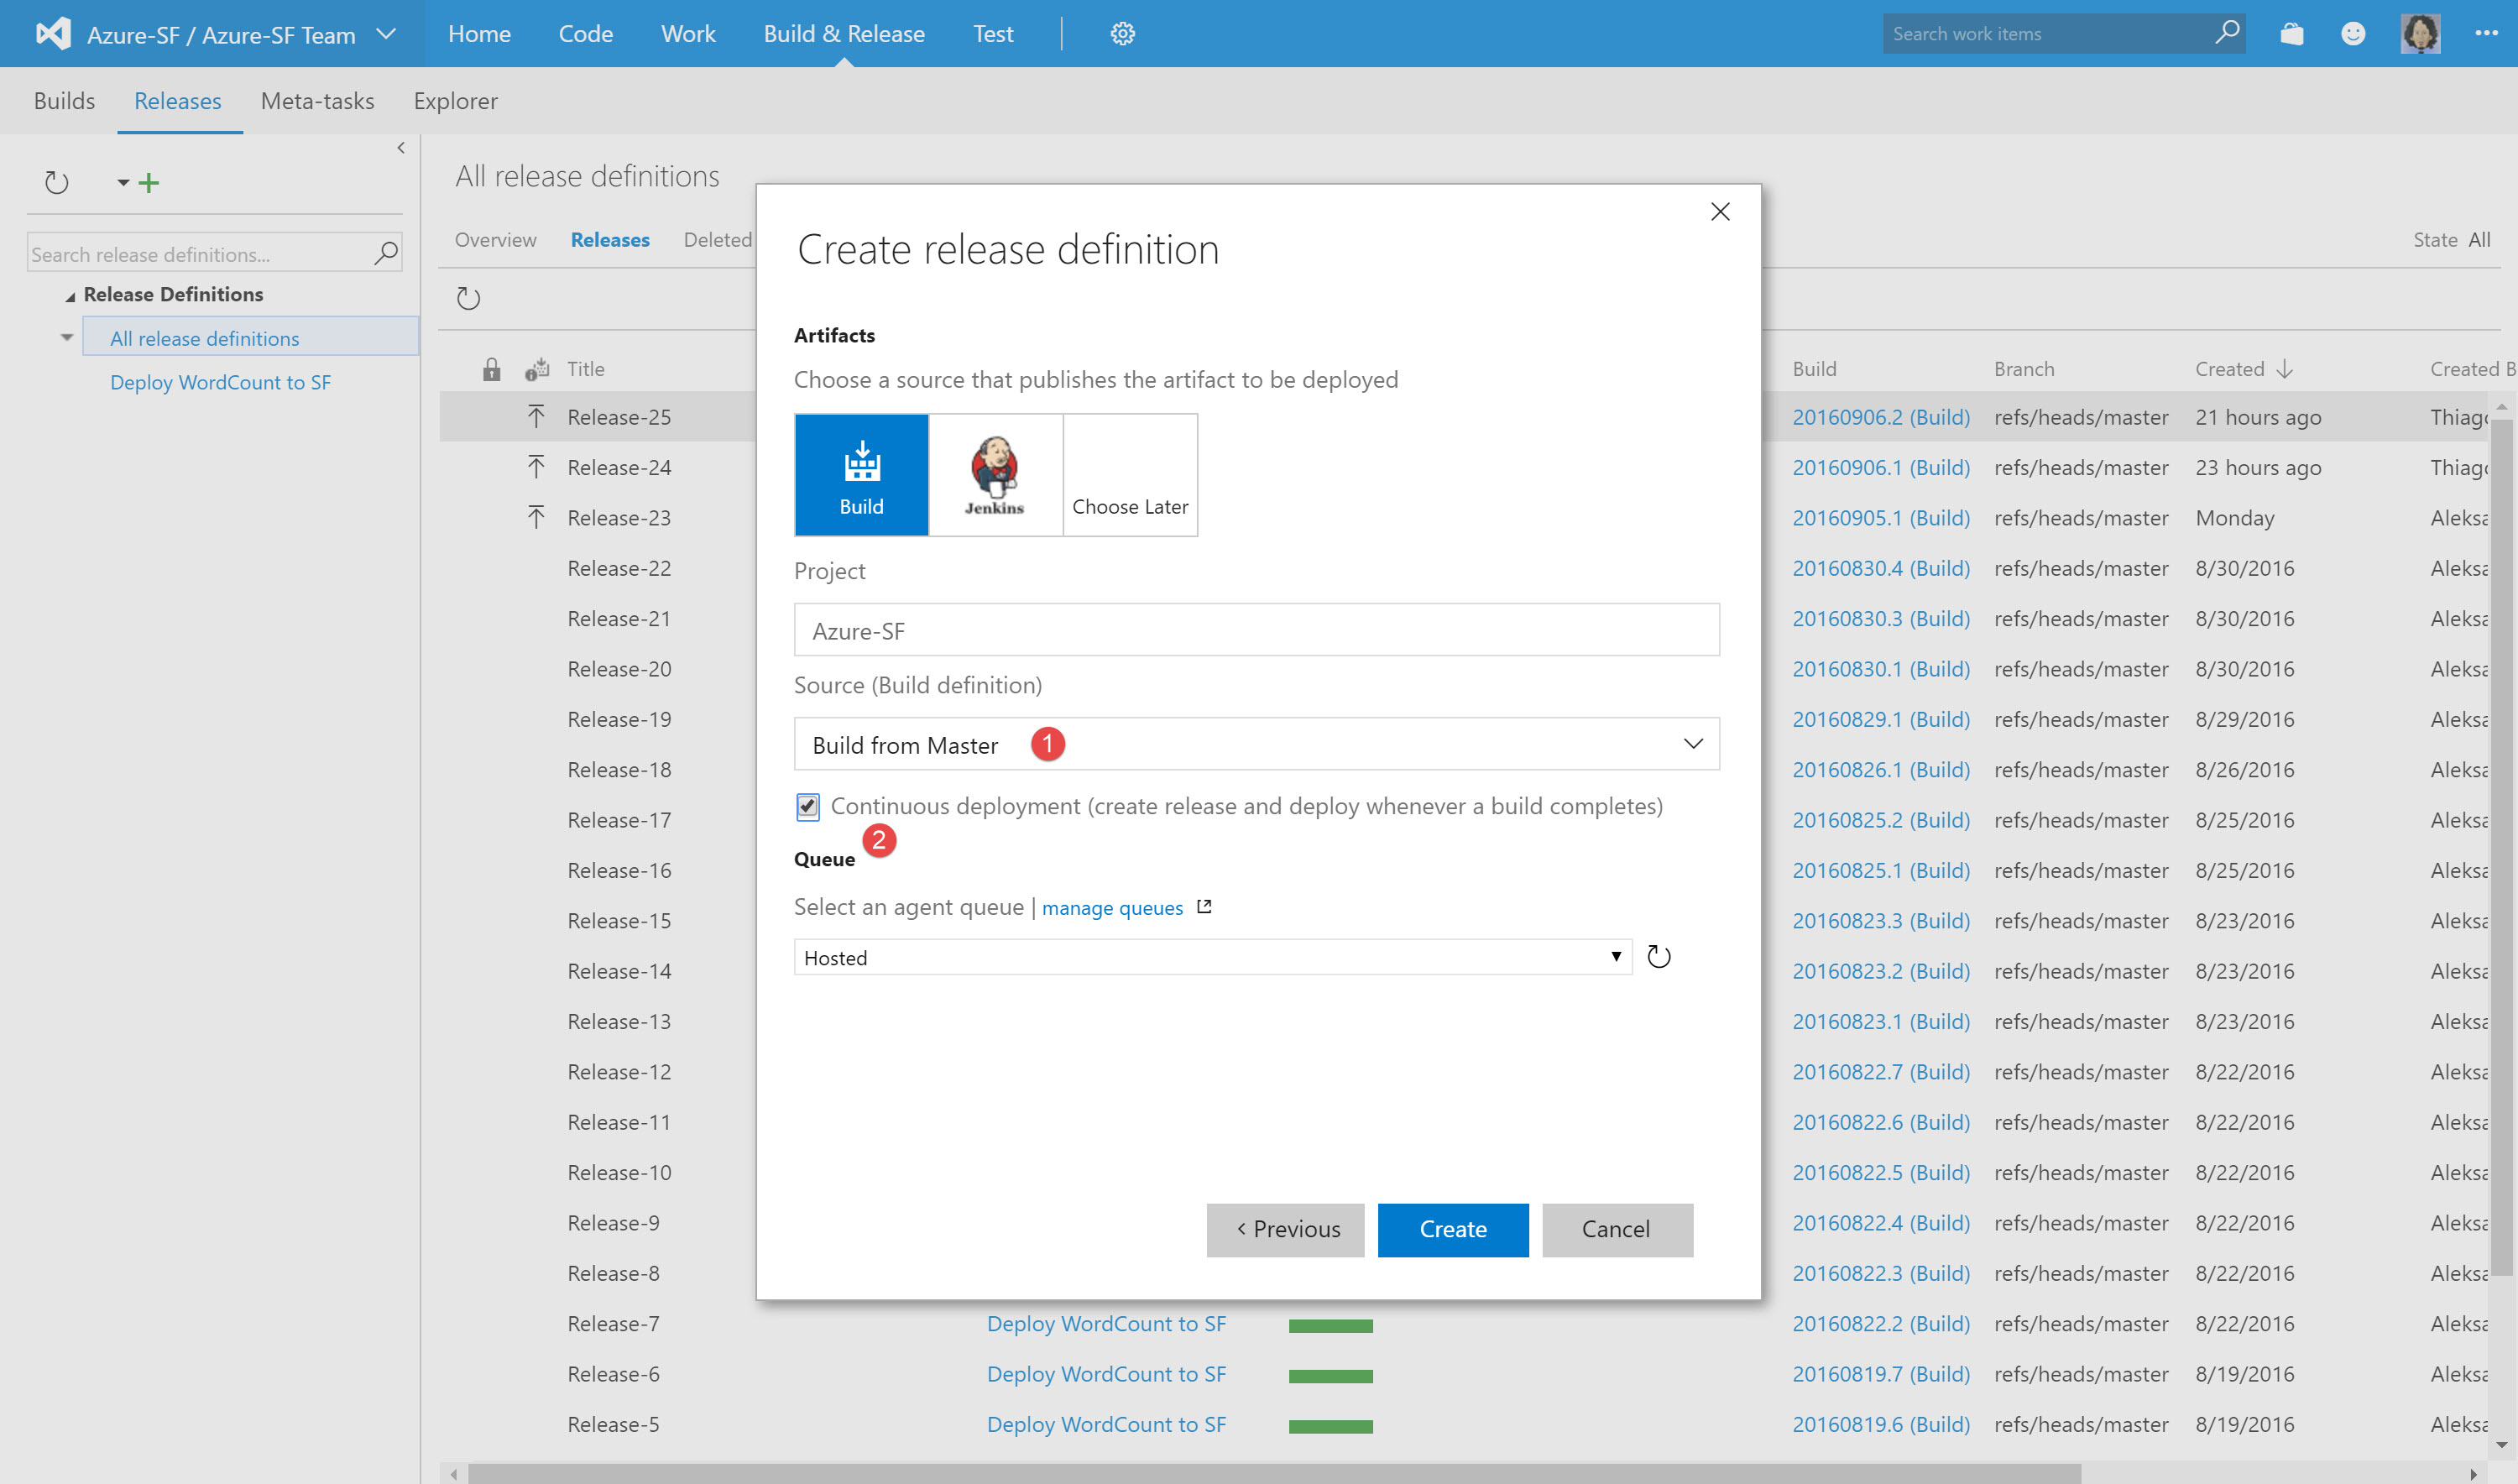 Azure-SF / Azure-SF Team Home Code Work Build & Release Test Search work items
Builds Releases Meta-tasks Explorer
Search release definitions...
Release Definitions
All release definitions
Deploy WordCount to SF
All release definitions
Overview Releases Deleted State All
Title Build Branch Created Created B
Release-25 20160906.2 (Build) refs/heads/master 21 hours ago Thiago
Release-24 20160906.1 (Build) refs/heads/master 23 hours ago Thiago
Release-23 20160905.1 (Build) refs/heads/master Monday Aleksa
Release-22 20160830.4 (Build) refs/heads/master 8/30/2016 Aleksa
Release-21 20160830.3 (Build) refs/heads/master 8/30/2016 Aleksa
Release-20 20160830.1 (Build) refs/heads/master 8/30/2016 Aleksa
Release-19 20160829.1 (Build) refs/heads/master 8/29/2016 Aleksa
Release-18 20160826.1 (Build) refs/heads/master 8/26/2016 Aleksa
Release-17 20160825.2 (Build) refs/heads/master 8/25/2016 Aleksa
Release-16 20160825.1 (Build) refs/heads/master 8/25/2016 Aleksa
Release-15 20160823.3 (Build) refs/heads/master 8/23/2016 Aleksa
Release-14 20160823.2 (Build) refs/heads/master 8/23/2016 Aleksa
Release-13 20160823.1 (Build) refs/heads/master 8/23/2016 Aleksa
Release-12 20160822.7 (Build) refs/heads/master 8/22/2016 Aleksa
Release-11 20160822.6 (Build) refs/heads/master 8/22/2016 Aleksa
Release-10 20160822.5 (Build) refs/heads/master 8/22/2016 Aleksa
Release-9 20160822.4 (Build) refs/heads/master 8/22/2016 Aleksa
Release-8 20160822.3 (Build) refs/heads/master 8/22/2016 Aleksa
Release-7 Deploy WordCount to SF 20160822.2 (Build) refs/heads/master 8/22/2016 Aleksa
Release-6 Deploy WordCount to SF 20160819.7 (Build) refs/heads/master 8/19/2016 Aleksa
Release-5 Deploy WordCount to SF 20160819.6 (Build) refs/heads/master 8/19/2016 Aleksa
Create release definition
Artifacts
Choose a source that publishes the artifact to be deployed
Build Jenkins Choose Later
Project
Azure-SF
Source (Build definition)
Build from Master 1
Continuous deployment (create release and deploy whenever a build completes)
2
Queue
Select an agent queue | manage queues
Hosted
Previous Create Cancel